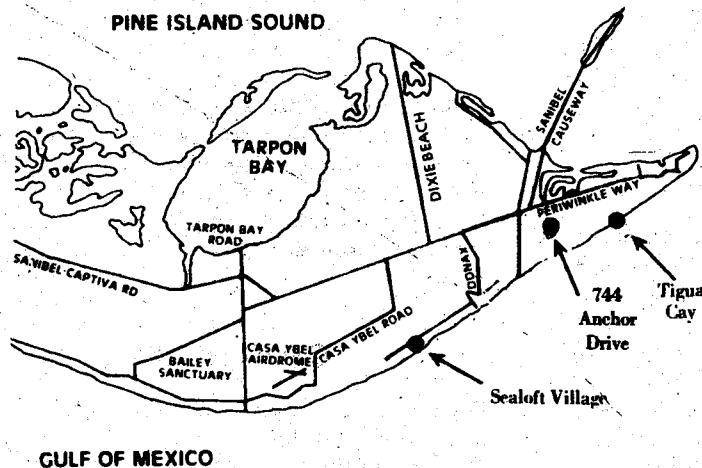 PINE ISLAND SOUND
SANIBEL
CAUSEWAY
TARPON
BAY
DIXIE BEACH
PERIWINKLE WAY
TARPON BAY
ROAD
SANIBEL-CAPTIVA RD
DONAX
744
Anchor
Drive
Tigua
Cay
CASA YBEL
AIRDROME
CASA YBEL ROAD
BAILEY
SANCTUARY
Sealoft Village
GULF OF MEXICO